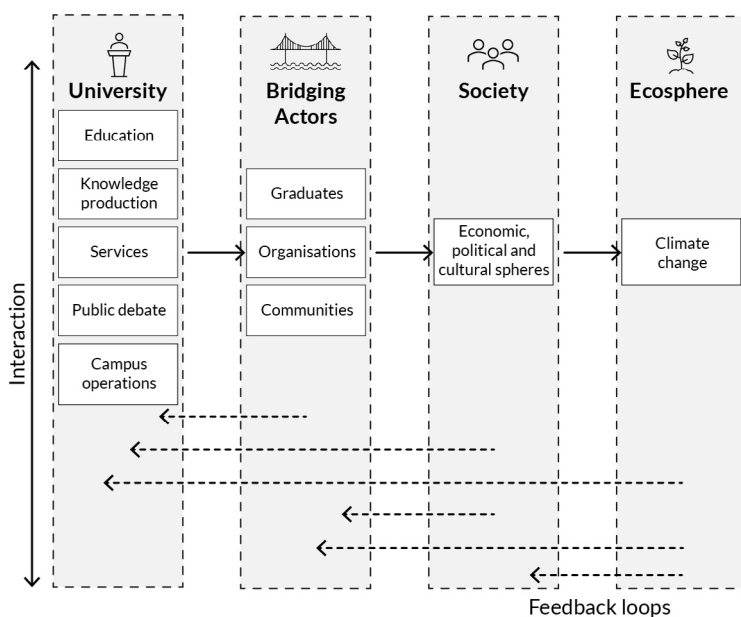 University
Bridging
Actors
Society
Ecosphere
Education
Knowledge
production
Services
Public debate
Campus
operations
Graduates
Organisations
Communities
Economic,
political and
cultural spheres
Climate
change
Interaction
Feedback loops